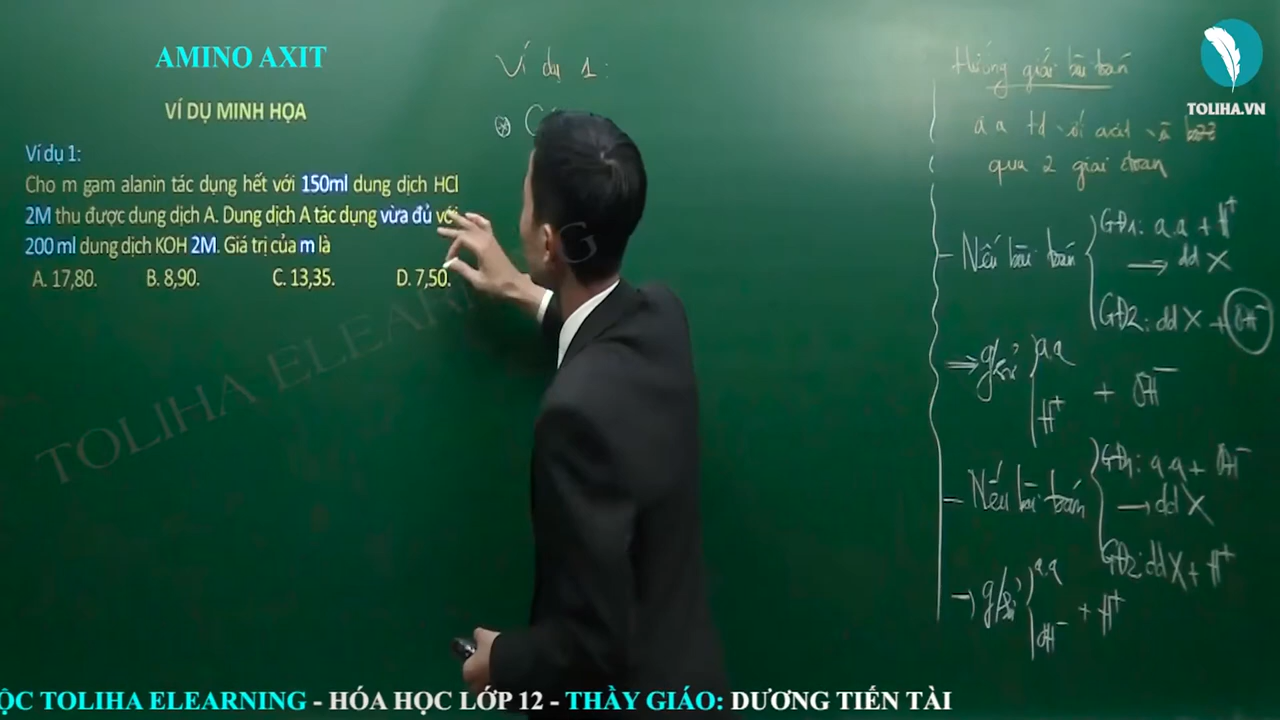 AMINO AXIT
VÍ DỤ MINH HỌA
Ví dụ 1:
Cho m gam alanin tác dụng hết với 150ml dung dịch HCl
2M thu được dung dịch A. Dung dịch A tác dụng vừa đủ với
200 ml dung dịch KOH 2M. Giá trị của m là
A. 17,80. B. 8,90. C. 13,35. D. 7,50.
TOLIHA ELEARNING
Ví dụ 1:
C
Hướng giải bài toán
a a td với axit
qua 2 giai đoạn
- Nếu bài toán
GĐ1: a a + H⁺
→ dd X
GĐ2: dd X + OH⁻
⇒ g/sử
a a
H⁺
+ OH⁻
- Nếu bài toán
GĐ1: a a + OH⁻
→ dd X
GĐ2: dd X + H⁺
→ g/sử
a a
OH⁻
+ H⁺
TOLIHA.VN
ỘC TOLIHA ELEARNING - HÓA HỌC LỚP 12 - THẦY GIÁO: DƯƠNG TIẾN TÀI